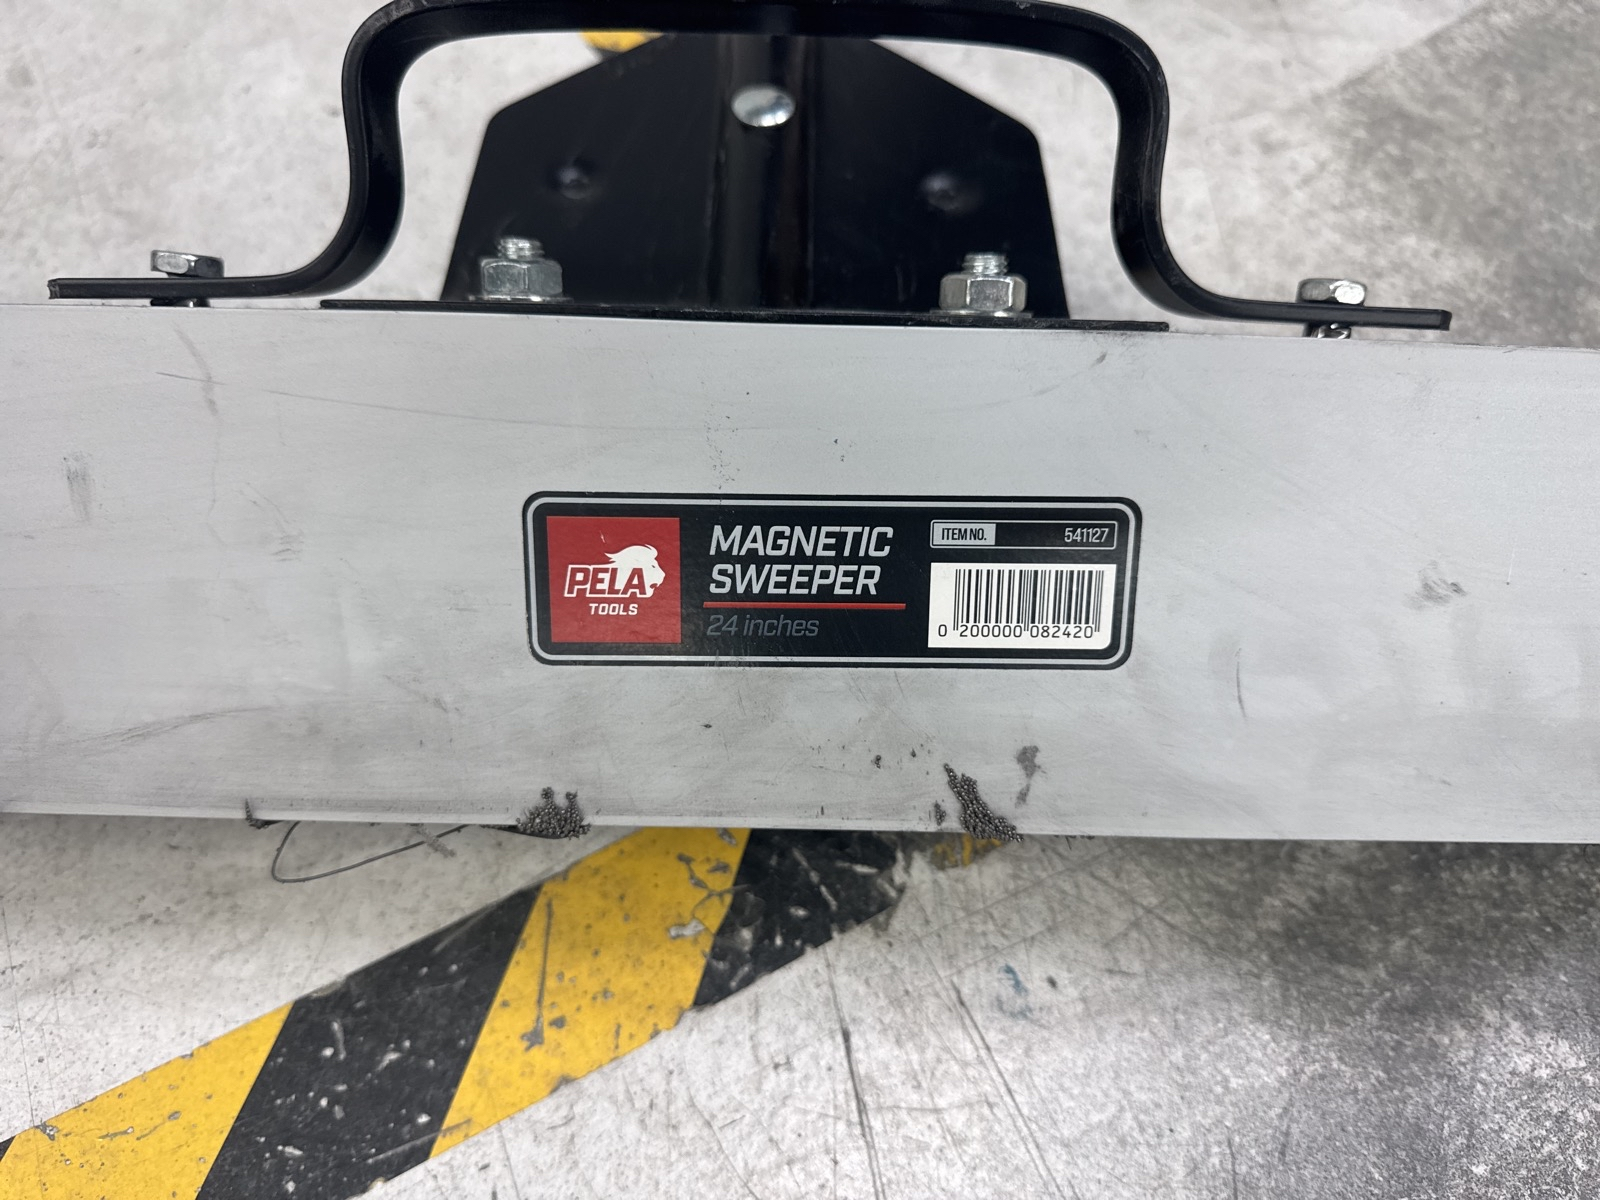 PELA
TOOLS
MAGNETIC
SWEEPER
24 inches
ITEM NO. 541127
0 200000 082420